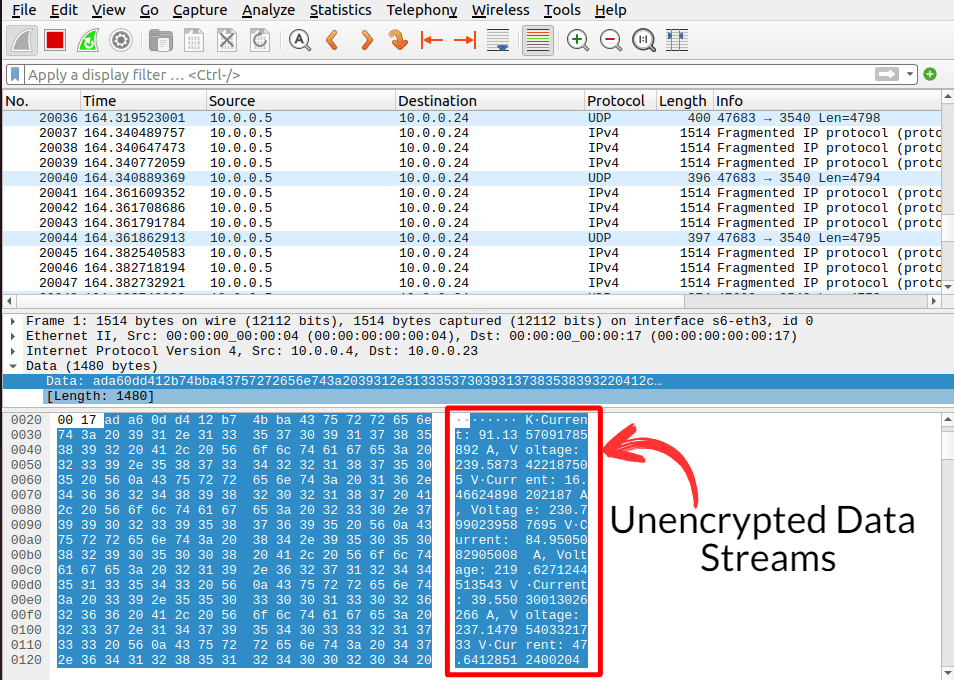 File Edit View Go Capture Analyze Statistics Telephony Wireless Tools Help
Apply a display filter … <Ctrl-/>
No. Time Source Destination Protocol Length Info
20036 164.319523001 10.0.0.5 10.0.0.24 UDP 400 47683 → 3540 Len=4798
20037 164.340489757 10.0.0.5 10.0.0.24 IPv4 1514 Fragmented IP protocol (proto
20038 164.340647473 10.0.0.5 10.0.0.24 IPv4 1514 Fragmented IP protocol (proto
20039 164.340772059 10.0.0.5 10.0.0.24 IPv4 1514 Fragmented IP protocol (proto
20040 164.340889369 10.0.0.5 10.0.0.24 UDP 396 47683 → 3540 Len=4794
20041 164.361609352 10.0.0.5 10.0.0.24 IPv4 1514 Fragmented IP protocol (proto
20042 164.361708686 10.0.0.5 10.0.0.24 IPv4 1514 Fragmented IP protocol (proto
20043 164.361791784 10.0.0.5 10.0.0.24 IPv4 1514 Fragmented IP protocol (proto
20044 164.361862913 10.0.0.5 10.0.0.24 UDP 397 47683 → 3540 Len=4795
20045 164.382540583 10.0.0.5 10.0.0.24 IPv4 1514 Fragmented IP protocol (proto
20046 164.382718194 10.0.0.5 10.0.0.24 IPv4 1514 Fragmented IP protocol (proto
20047 164.382732921 10.0.0.5 10.0.0.24 IPv4 1514 Fragmented IP protocol (proto
Frame 1: 1514 bytes on wire (12112 bits), 1514 bytes captured (12112 bits) on interface s6-eth3, id 0
Ethernet II, Src: 00:00:00_00:00:04 (00:00:00:00:00:04), Dst: 00:00:00_00:00:17 (00:00:00:00:00:17)
Internet Protocol Version 4, Src: 10.0.0.4, Dst: 10.0.0.23
Data (1480 bytes)
Data: ada60dd412b74bba43757272656e743a2039312e3133353730393137383538393220412c…
[Length: 1480]
0020 00 17 ad a6 0d d4 12 b7 4b ba 43 75 72 72 65 6e ········ K·Curren
0030 74 3a 20 39 31 2e 31 33 35 37 30 39 31 37 38 35 t: 91.13 57091785
0040 38 39 32 20 41 2c 20 56 6f 6c 74 61 67 65 3a 20 892 A, V oltage:
0050 32 33 39 2e 35 38 37 33 34 32 32 31 38 37 35 30 239.5873 42218750
0060 35 20 56 0a 43 75 72 72 65 6e 74 3a 20 31 36 2e 5 V·Curr ent: 16.
0070 34 36 36 32 34 38 39 38 32 30 32 31 38 37 20 41 46624898 202187 A
0080 2c 20 56 6f 6c 74 61 67 65 3a 20 32 33 30 2e 37 , Voltag e: 230.7
0090 39 39 30 32 33 39 35 38 37 36 39 35 20 56 0a 43 99023958 7695 V·C
00a0 75 72 72 65 6e 74 3a 20 38 34 2e 39 35 30 35 30 urrent: 84.95050
00b0 38 32 39 30 35 30 30 38 20 41 2c 20 56 6f 6c 74 82905008 A, Volt
00c0 61 67 65 3a 20 32 31 39 2e 36 32 37 31 32 34 34 age: 219 .6271244
00d0 35 31 33 35 34 33 20 56 0a 43 75 72 72 65 6e 74 513543 V ·Current
00e0 3a 20 33 39 2e 35 35 30 33 30 30 31 33 30 32 36 : 39.550 30013026
00f0 32 36 36 20 41 2c 20 56 6f 6c 74 61 67 65 3a 20 266 A, V oltage:
0100 32 33 37 2e 31 34 37 39 35 34 30 33 33 32 31 37 237.1479 54033217
0110 33 33 20 56 0a 43 75 72 72 65 6e 74 3a 20 34 37 33 V·Cur rent: 47
0120 2e 36 34 31 32 38 35 31 32 34 30 30 32 30 34 20 .6412851 2400204
Unencrypted Data
Streams